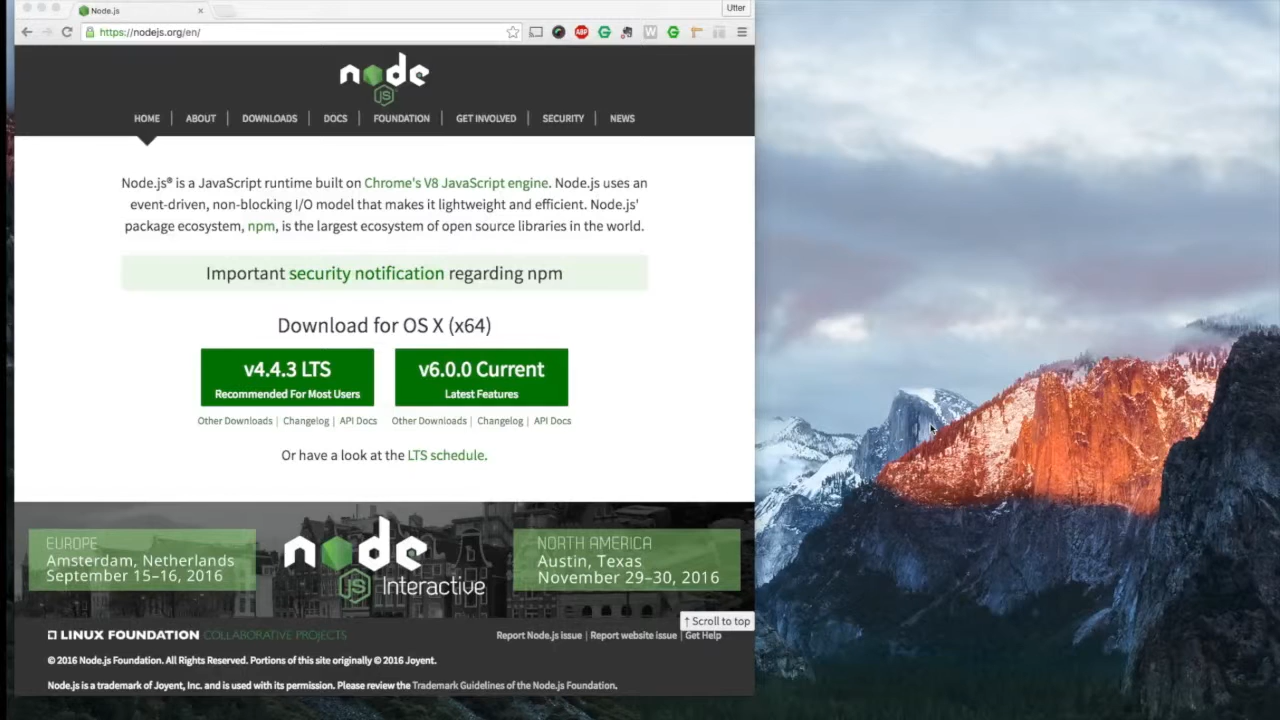 Node.js
Utter
https://nodejs.org/en/
node
JS
HOME | ABOUT | DOWNLOADS | DOCS | FOUNDATION | GET INVOLVED | SECURITY | NEWS
Node.js® is a JavaScript runtime built on Chrome's V8 JavaScript engine. Node.js uses an
event-driven, non-blocking I/O model that makes it lightweight and efficient. Node.js'
package ecosystem, npm, is the largest ecosystem of open source libraries in the world.
Important security notification regarding npm
Download for OS X (x64)
v4.4.3 LTS
Recommended For Most Users
v6.0.0 Current
Latest Features
Other Downloads | Changelog | API Docs
Other Downloads | Changelog | API Docs
Or have a look at the LTS schedule.
EUROPE
Amsterdam, Netherlands
September 15–16, 2016
node
JS Interactive
NORTH AMERICA
Austin, Texas
November 29–30, 2016
↑ Scroll to top
LINUX FOUNDATION COLLABORATIVE PROJECTS
Report Node.js issue | Report website issue | Get Help
© 2016 Node.js Foundation. All Rights Reserved. Portions of this site originally © 2016 Joyent.
Node.js is a trademark of Joyent, Inc. and is used with its permission. Please review the Trademark Guidelines of the Node.js Foundation.